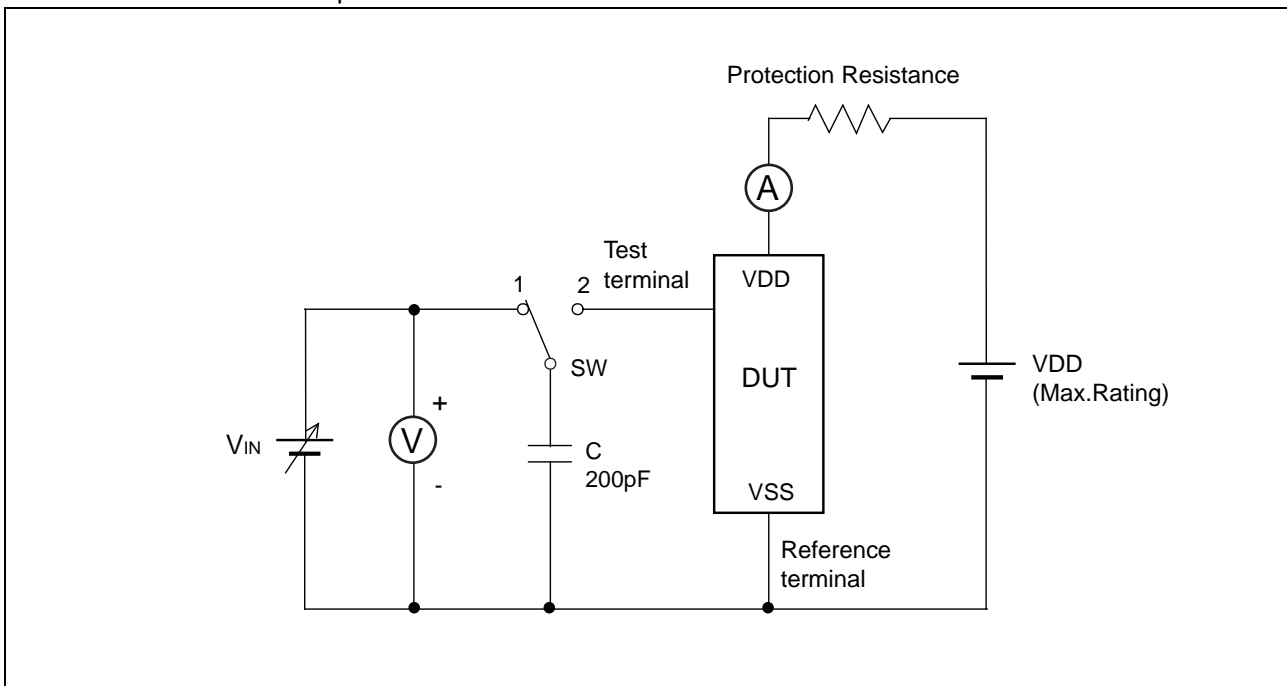 Protection Resistance
A
Test
terminal
1
2
VDD
SW
DUT
VDD
(Max.Rating)
+
VIN
V
C
200pF
-
VSS
Reference
terminal